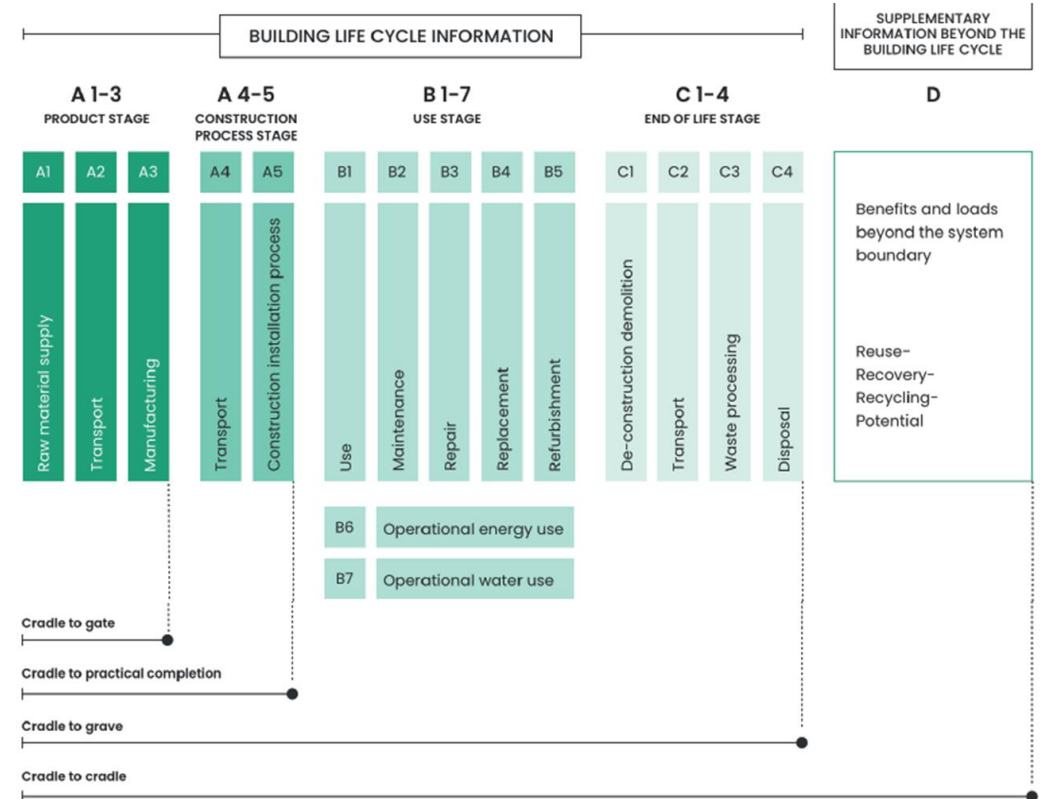 BUILDING LIFE CYCLE INFORMATION
SUPPLEMENTARY
INFORMATION BEYOND THE
BUILDING LIFE CYCLE
A 1-3
PRODUCT STAGE
A 4-5
CONSTRUCTION
PROCESS STAGE
B 1-7
USE STAGE
C 1-4
END OF LIFE STAGE
D
A1
A2
A3
A4
A5
B1
B2
B3
B4
B5
C1
C2
C3
C4
Raw material supply
Transport
Manufacturing
Transport
Construction installation process
Use
Maintenance
Repair
Replacement
Refurbishment
De-construction demolition
Transport
Waste processing
Disposal
Benefits and loads
beyond the system
boundary
Reuse-
Recovery-
Recycling-
Potential
B6
Operational energy use
B7
Operational water use
Cradle to gate
Cradle to practical completion
Cradle to grave
Cradle to cradle